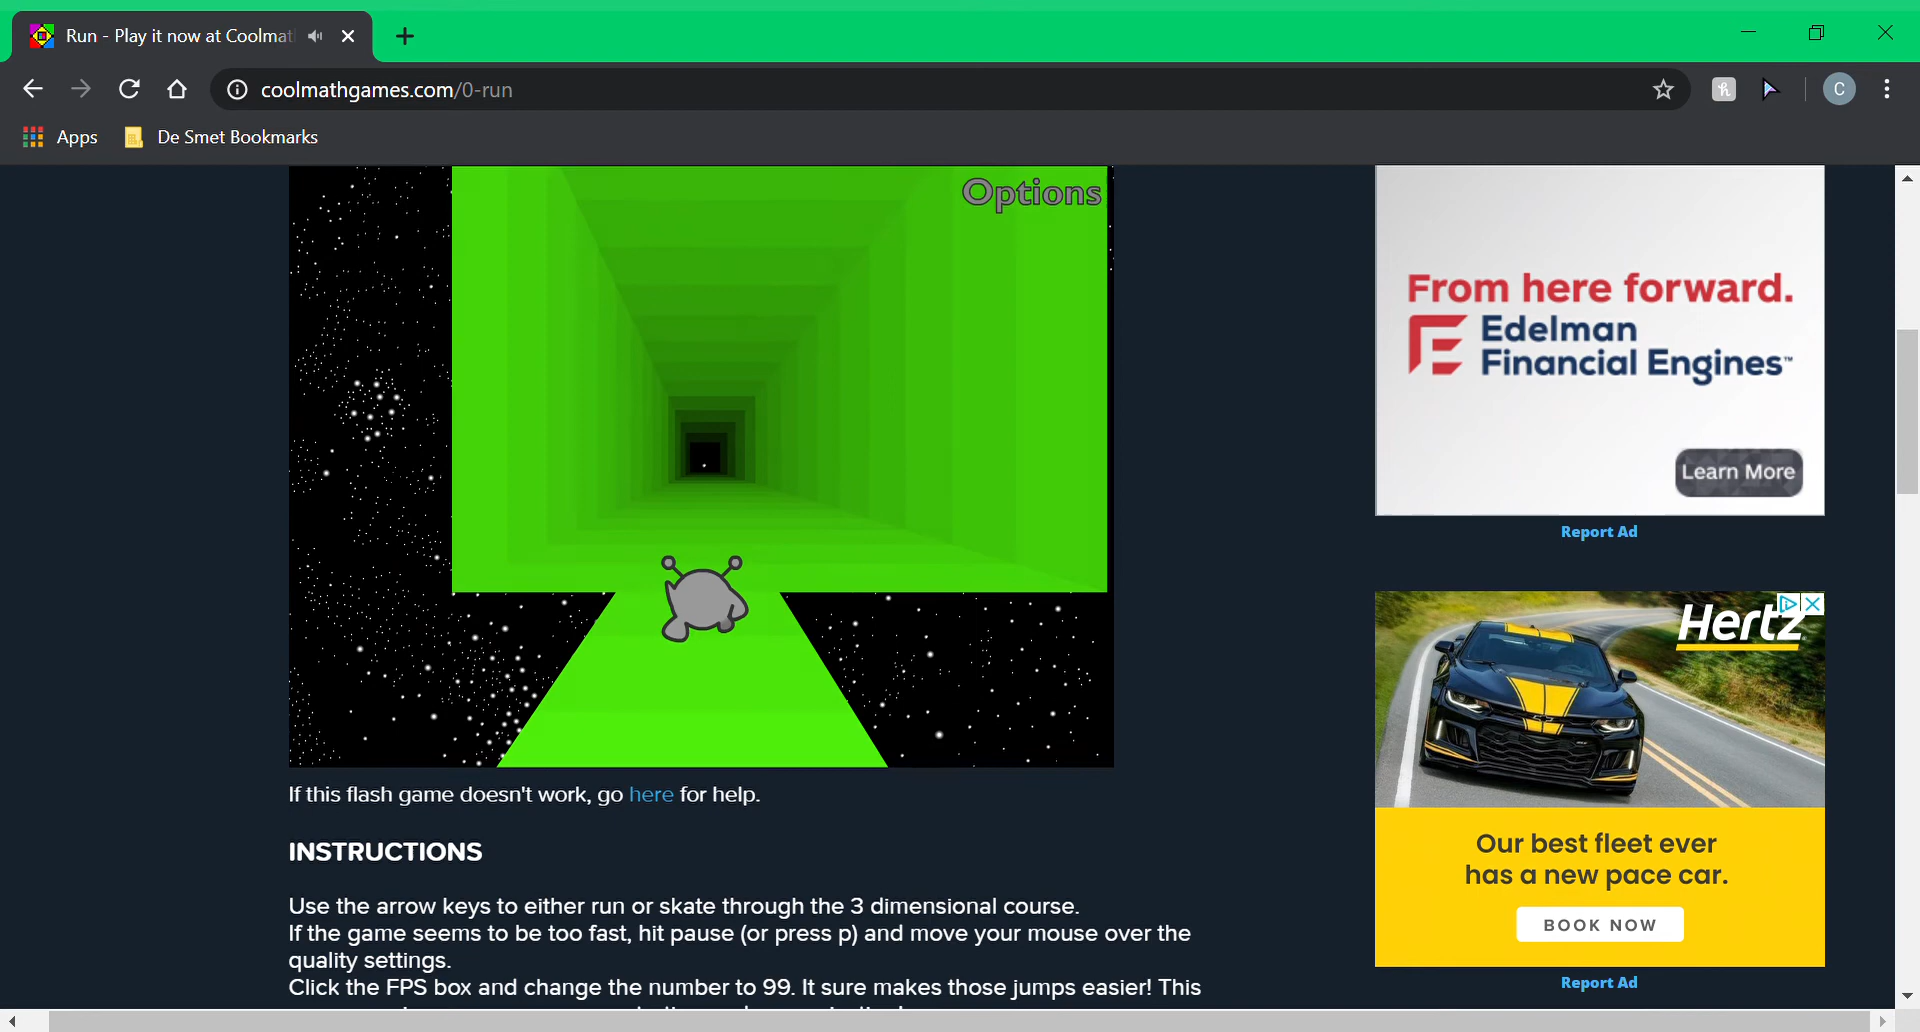 Run - Play it now at Coolmat
coolmathgames.com/0-run
C
Apps
De Smet Bookmarks
Options
If this flash game doesn't work, go here for help.
INSTRUCTIONS
Use the arrow keys to either run or skate through the 3 dimensional course.
If the game seems to be too fast, hit pause (or press p) and move your mouse over the
quality settings.
Click the FPS box and change the number to 99. It sure makes those jumps easier! This
From here forward.
Edelman
Financial Engines™
Learn More
Report Ad
Hertz
Our best fleet ever
has a new pace car.
BOOK NOW
Report Ad